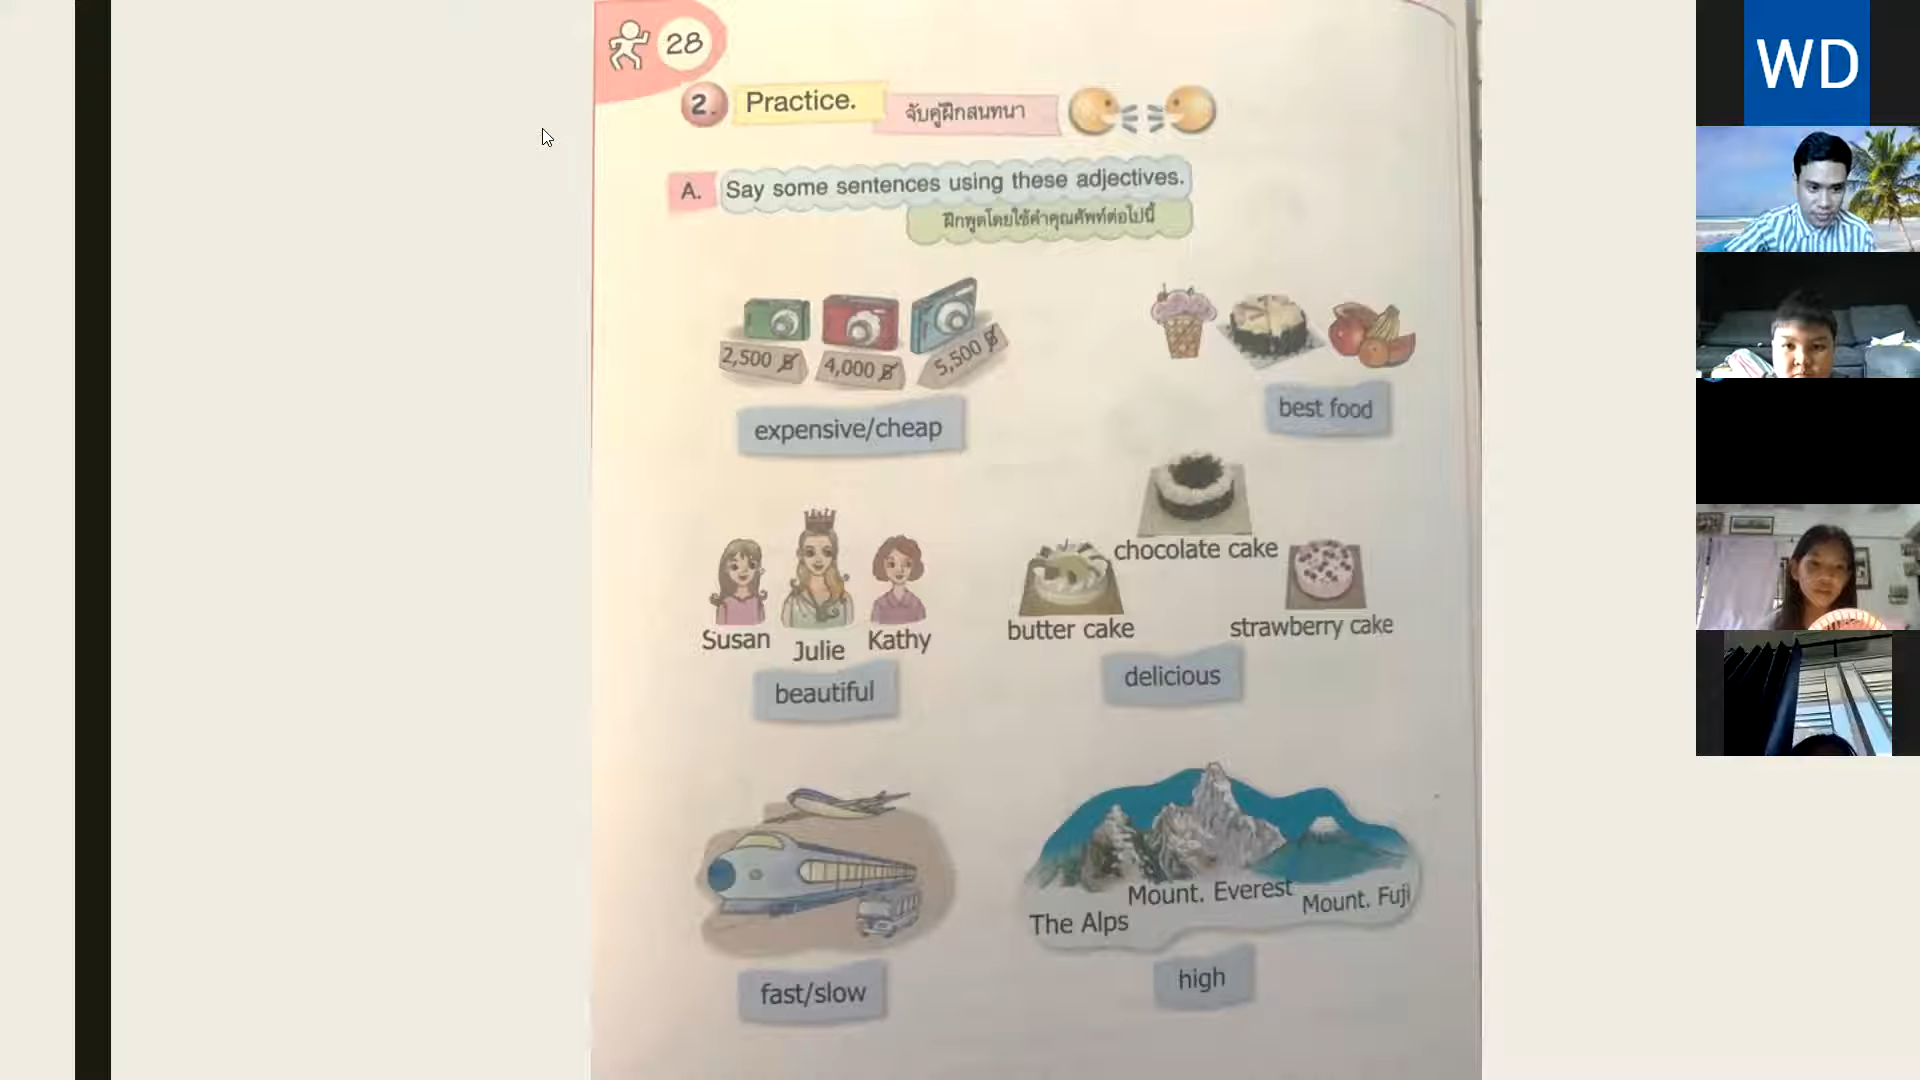 28
2. Practice. จับคู่ฝึกสนทนา
A. Say some sentences using these adjectives.
ฝึกพูดโดยใช้คำคุณศัพท์ต่อไปนี้
2,500 ฿ 4,000 ฿ 5,500 ฿
expensive/cheap
best food
chocolate cake
butter cake
strawberry cake
delicious
Susan Julie Kathy
beautiful
fast/slow
The Alps Mount. Everest Mount. Fuji
high
WD